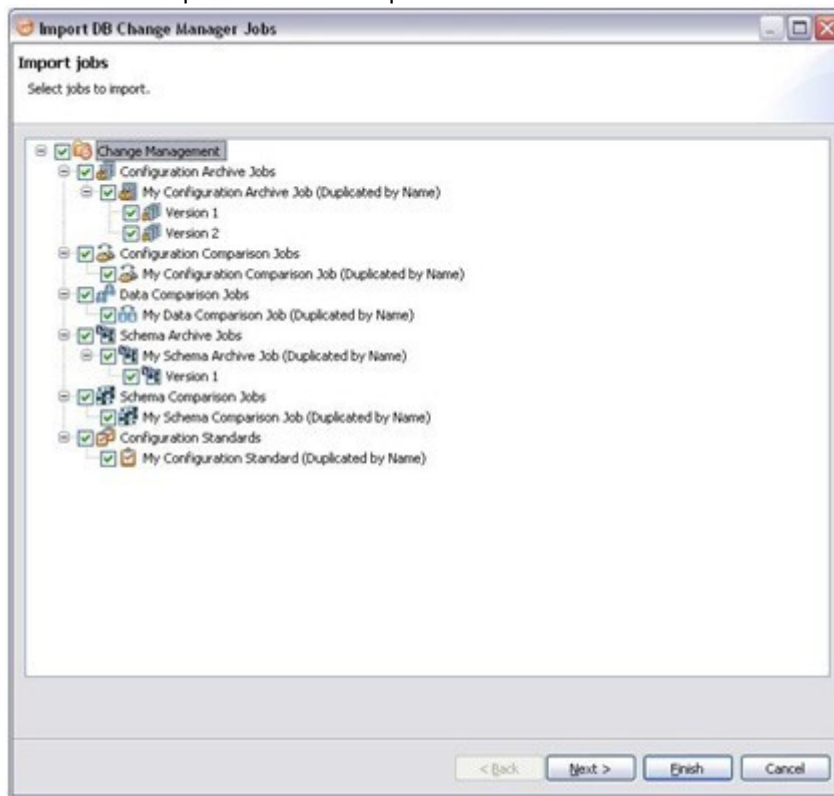 Import DB Change Manager Jobs
Import jobs
Select jobs to import.
Change Management
Configuration Archive Jobs
My Configuration Archive Job (Duplicated by Name)
Version 1
Version 2
Configuration Comparison Jobs
My Configuration Comparison Job (Duplicated by Name)
Data Comparison Jobs
My Data Comparison Job (Duplicated by Name)
Schema Archive Jobs
My Schema Archive Job (Duplicated by Name)
Version 1
Schema Comparison Jobs
My Schema Comparison Job (Duplicated by Name)
Configuration Standards
My Configuration Standard (Duplicated by Name)
< Back Next > Finish Cancel